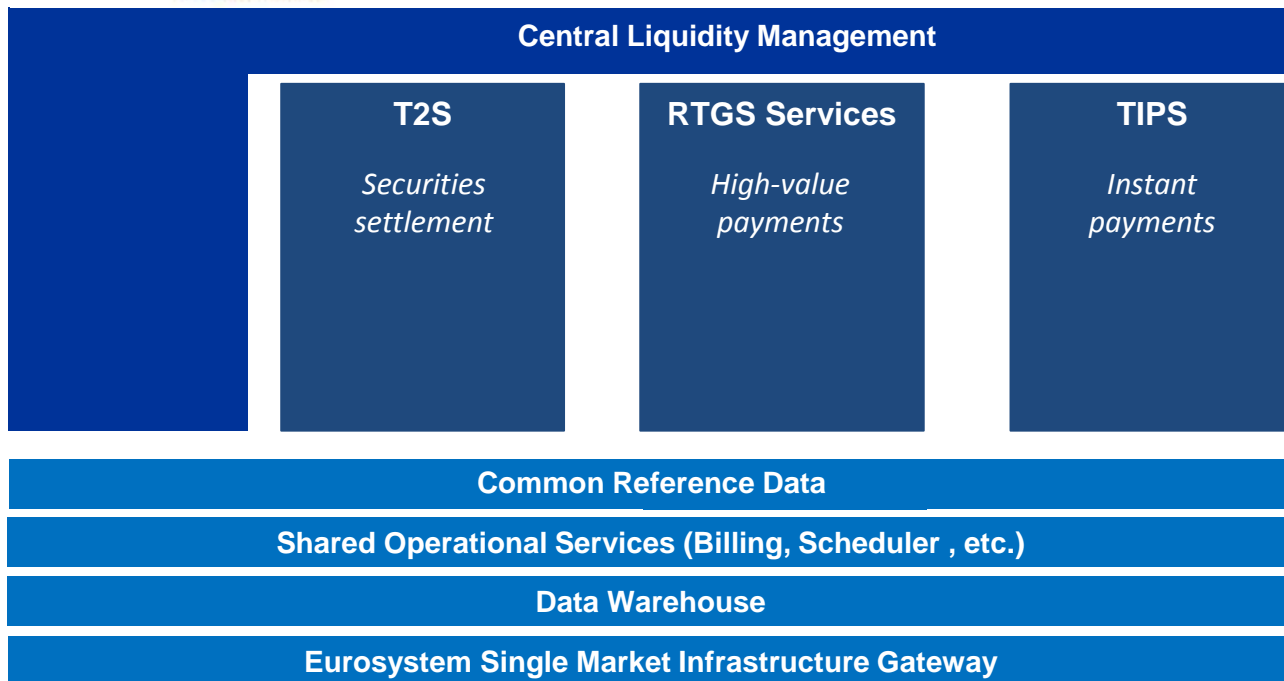 Central Liquidity Management
T2S
Securities
settlement
RTGS Services
High-value
payments
TIPS
Instant
payments
Common Reference Data
Shared Operational Services (Billing, Scheduler , etc.)
Data Warehouse
Eurosystem Single Market Infrastructure Gateway